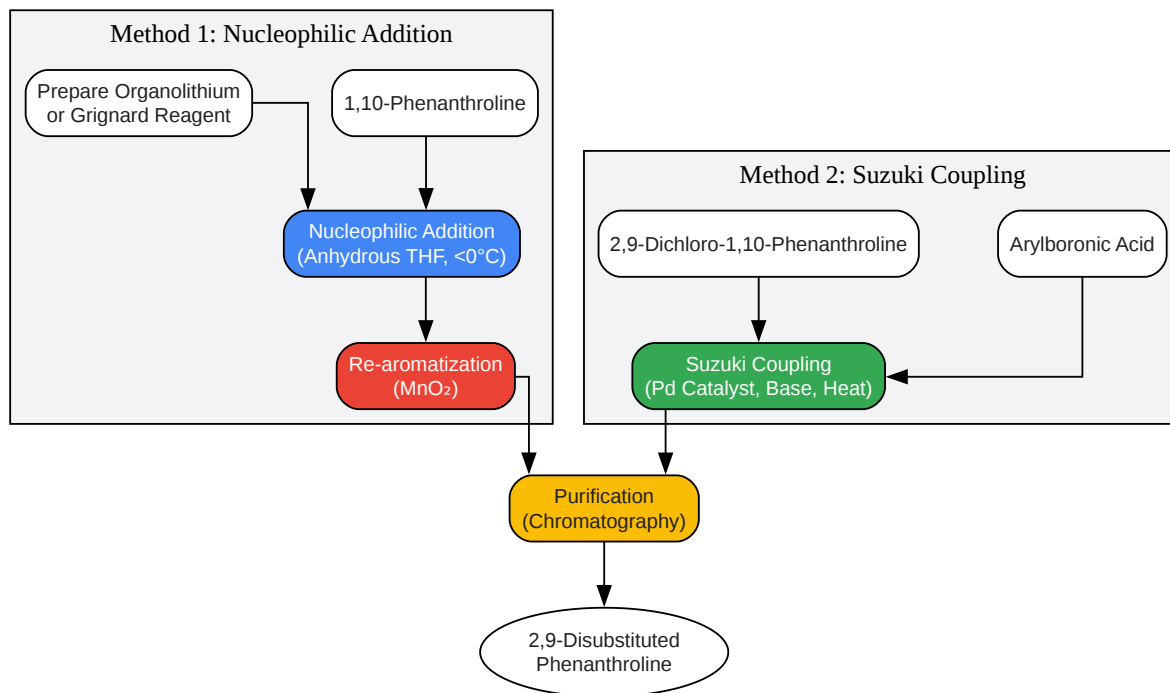 Method 1: Nucleophilic Addition
Prepare Organolithium
or Grignard Reagent
1,10-Phenanthroline
Nucleophilic Addition
(Anhydrous THF, <0°C)
Re-aromatization
(MnO₂)
Method 2: Suzuki Coupling
2,9-Dichloro-1,10-Phenanthroline
Arylboronic Acid
Suzuki Coupling
(Pd Catalyst, Base, Heat)
Purification
(Chromatography)
2,9-Disubstituted
Phenanthroline